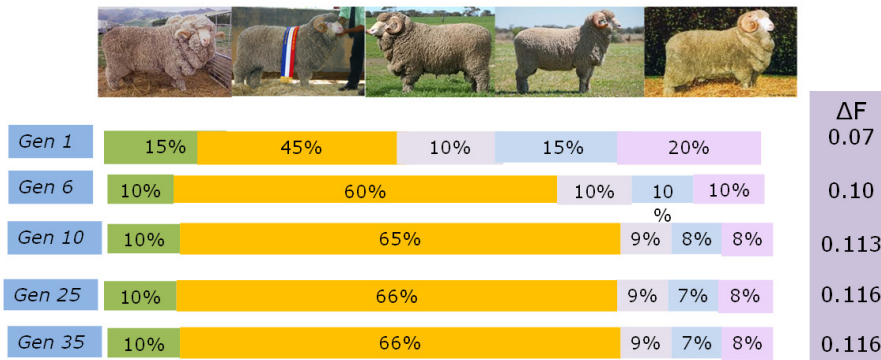 ΔF
Gen 1 15% 45% 10% 15% 20% 0.07
Gen 6 10% 60% 10% 10 % 10% 0.10
Gen 10 10% 65% 9% 8% 8% 0.113
Gen 25 10% 66% 9% 7% 8% 0.116
Gen 35 10% 66% 9% 7% 8% 0.116